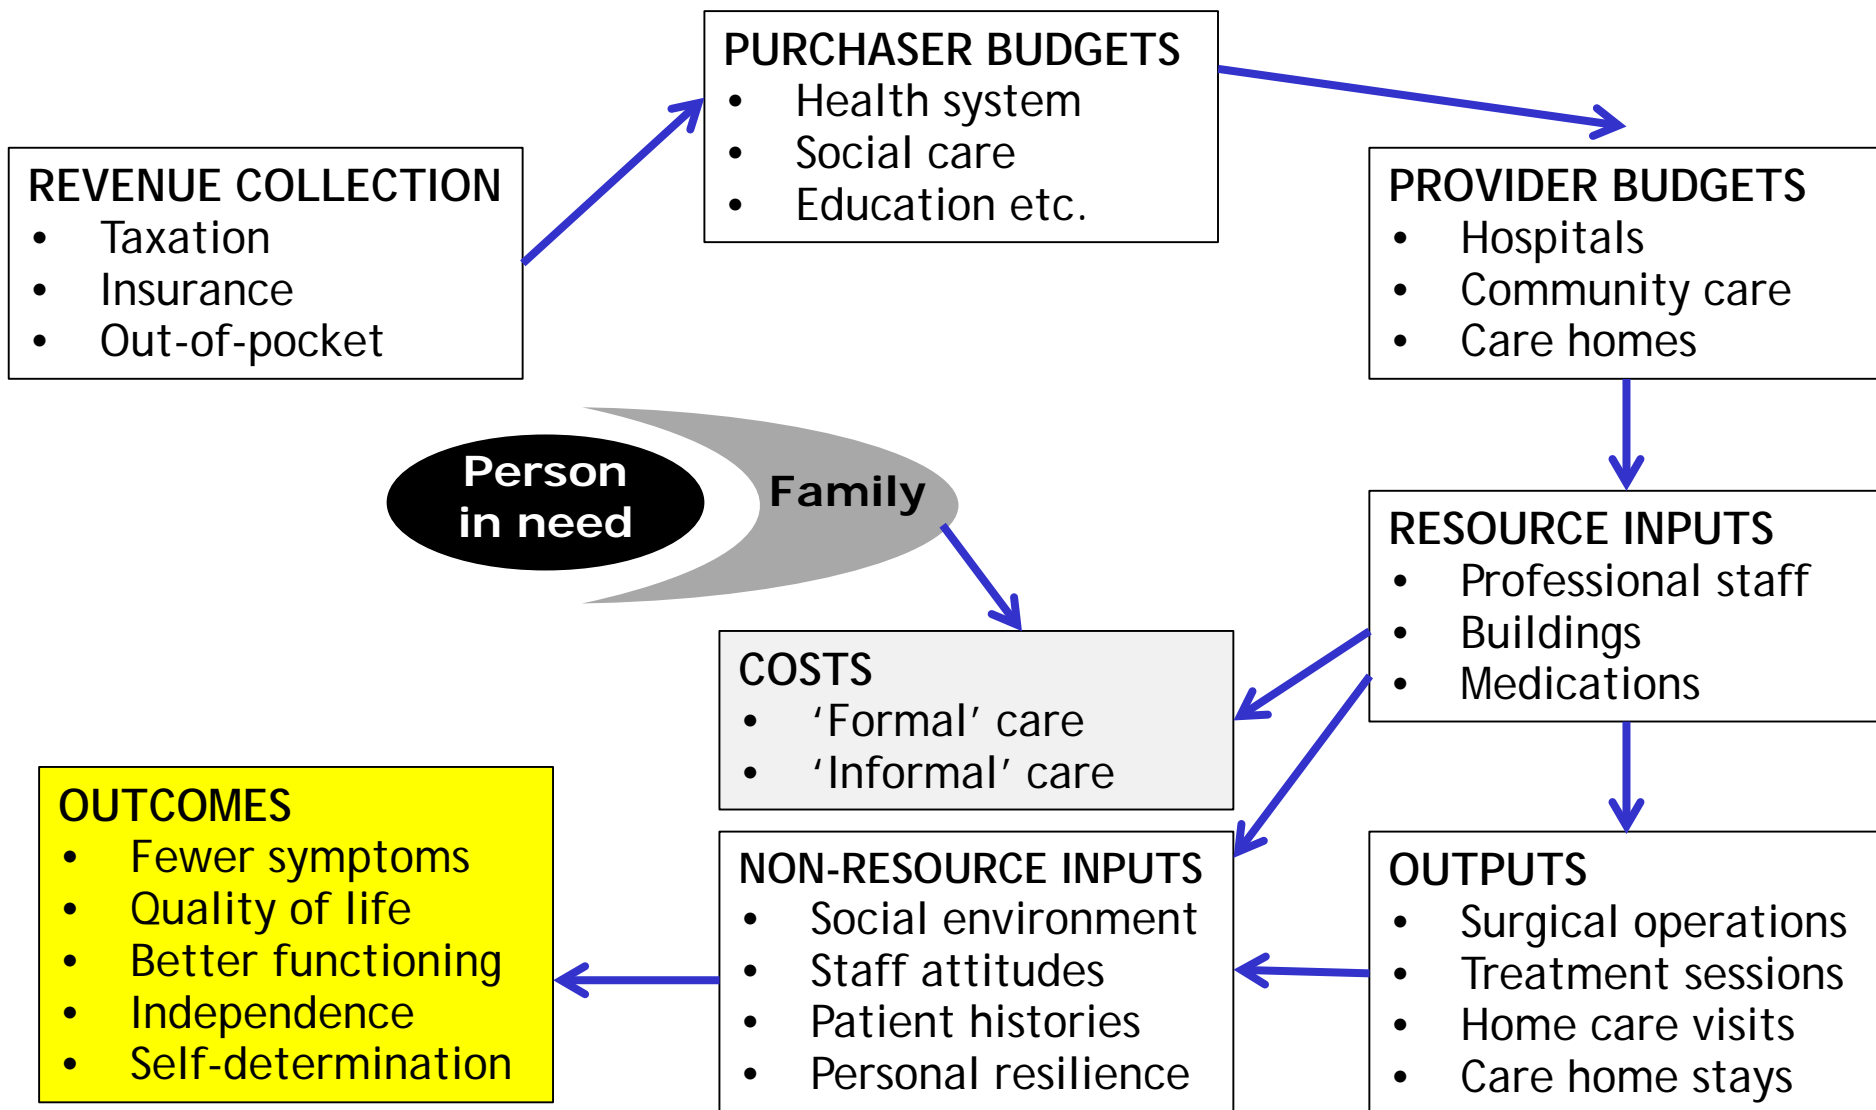 PURCHASER BUDGETS
• Health system
• Social care
• Education etc.
REVENUE COLLECTION
• Taxation
• Insurance
• Out-of-pocket
PROVIDER BUDGETS
• Hospitals
• Community care
• Care homes
Person
in need
Family
RESOURCE INPUTS
• Professional staff
• Buildings
• Medications
COSTS
• ‘Formal’ care
• ‘Informal’ care
OUTCOMES
• Fewer symptoms
• Quality of life
• Better functioning
• Independence
• Self-determination
NON-RESOURCE INPUTS
• Social environment
• Staff attitudes
• Patient histories
• Personal resilience
OUTPUTS
• Surgical operations
• Treatment sessions
• Home care visits
• Care home stays